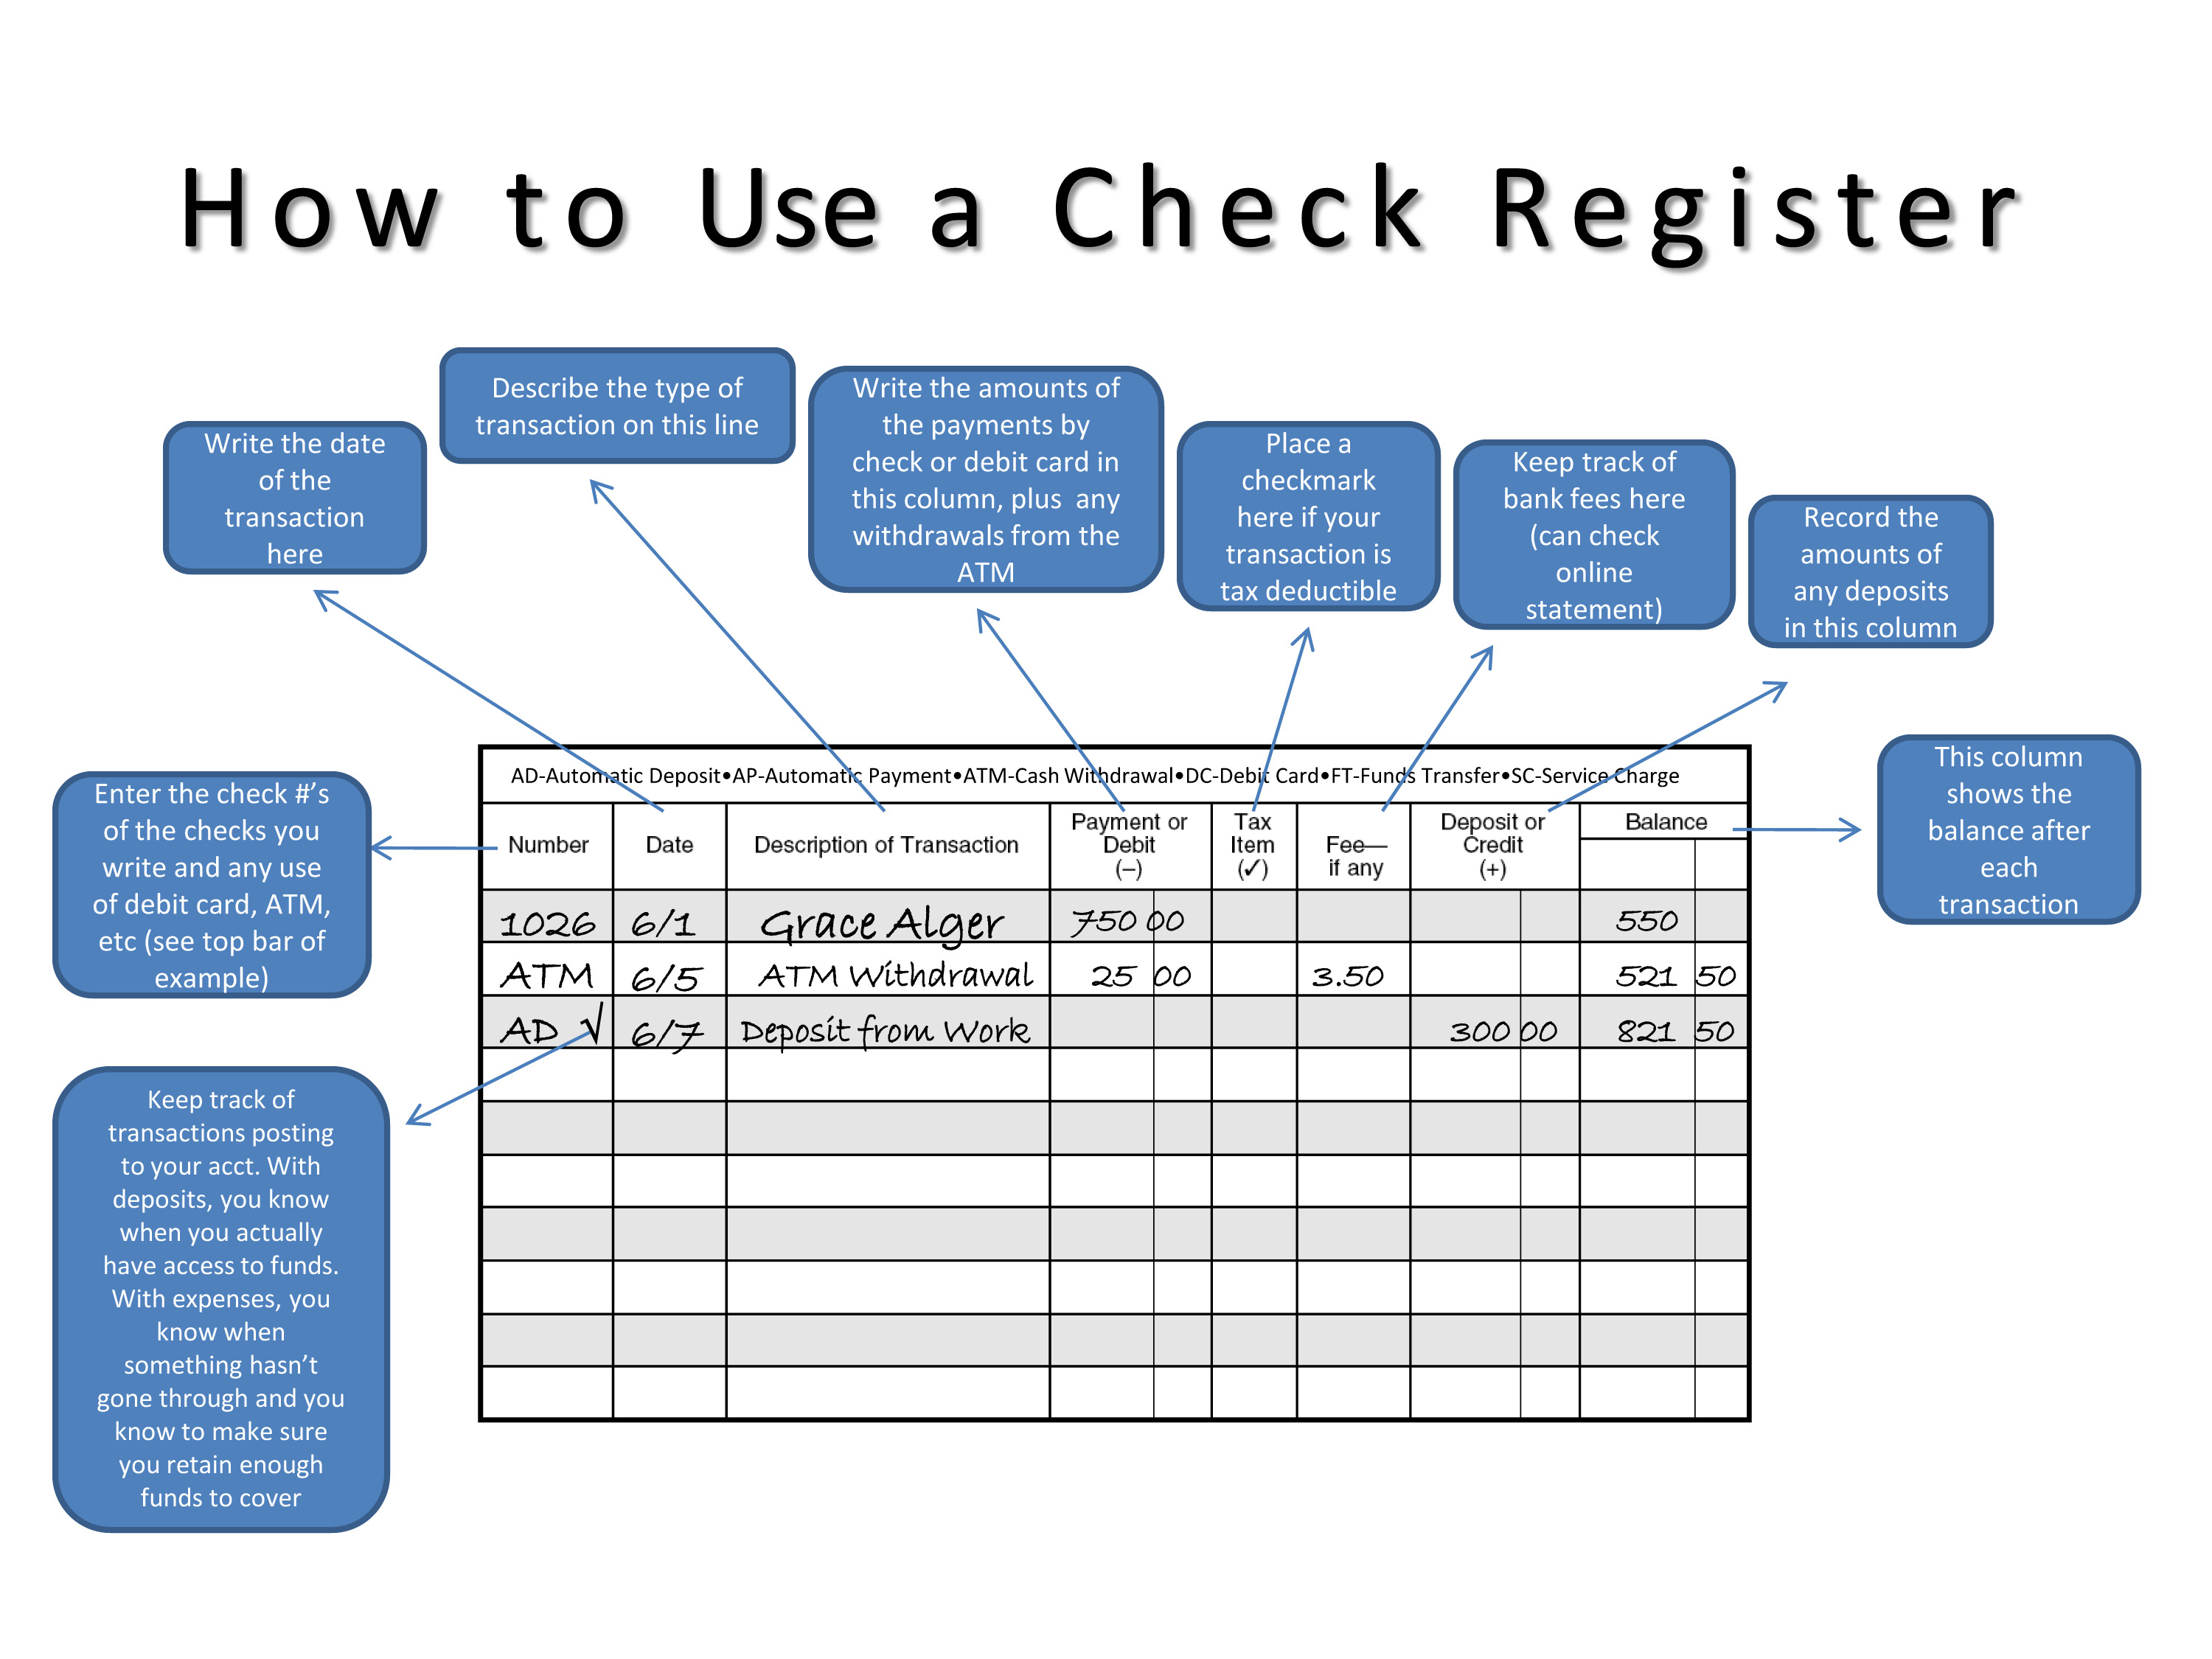 How to Use a Check Register
Describe the type of
transaction on this line
Write the date
of the
transaction
here
Write the amounts of
the payments by
check or debit card in
this column, plus any
withdrawals from the
ATM
Place a
checkmark
here if your
transaction is
tax deductible
Keep track of
bank fees here
(can check
online
statement)
Record the
amounts of
any deposits
in this column
This column
shows the
balance after
each
transaction
Enter the check #’s
of the checks you
write and any use
of debit card, ATM,
etc (see top bar of
example)
Keep track of
transactions posting
to your acct. With
deposits, you know
when you actually
have access to funds.
With expenses, you
know when
something hasn’t
gone through and you
know to make sure
you retain enough
funds to cover
AD-Automatic Deposit•AP-Automatic Payment•ATM-Cash Withdrawal•DC-Debit Card•FT-Funds Transfer•SC-Service Charge
Number
Date
Description of Transaction
Payment or
Debit
(–)
Tax
Item
(✓)
Fee—
if any
Deposit or
Credit
(+)
Balance
1026 6/1 Grace Alger 750 00 550
ATM 6/5 ATM Withdrawal 25 00 3.50 521 50
AD √ 6/7 Deposit from Work 300 00 821 50